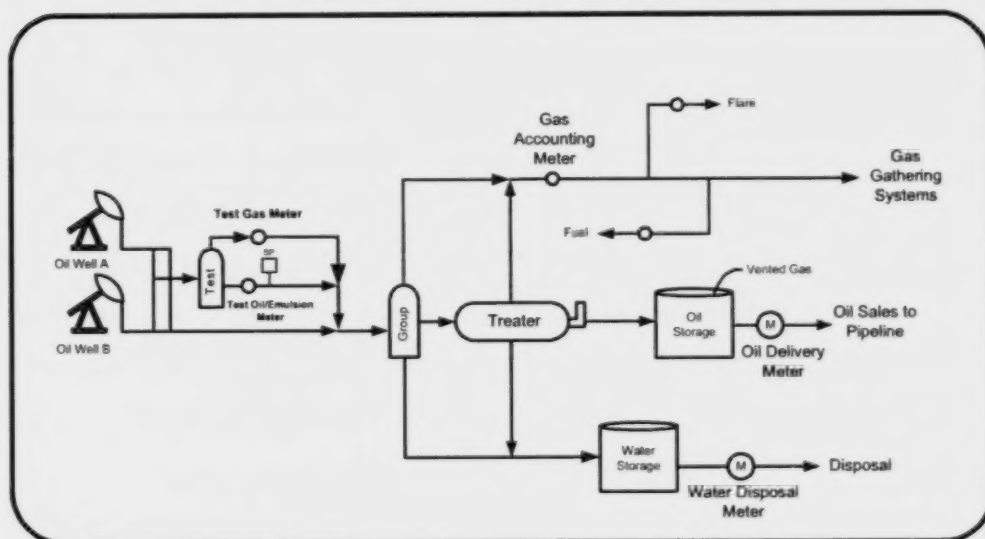 Flare
Gas
Accounting
Meter
Gas
Gathering
Systems
Fuel
Test Gas Meter
SP
Oil Well A
Test
Test Oil/Emulsion
Meter
Oil Well B
Group
Treater
Vented Gas
Oil
Storage
M
Oil Sales to
Pipeline
Oil Delivery
Meter
Water
Storage
M
Disposal
Water Disposal
Meter